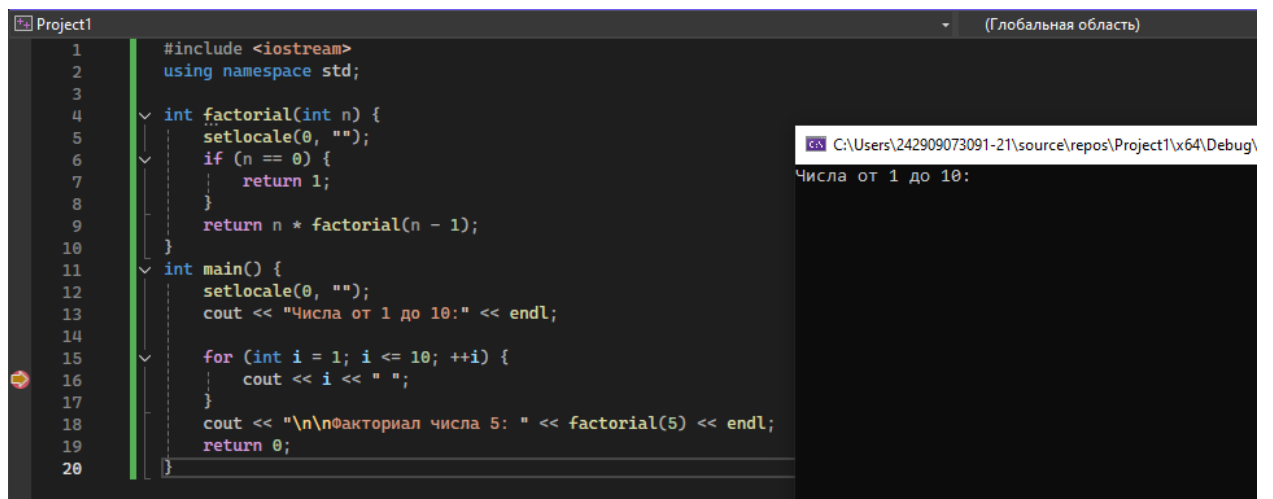 Project1 (Глобальная область)
1 #include <iostream>
2 using namespace std;
3
4 int factorial(int n) {
5 setlocale(0, "");
6 if (n == 0) {
7 return 1;
8 }
9 return n * factorial(n - 1);
10 }
11 int main() {
12 setlocale(0, "");
13 cout << "Числа от 1 до 10:" << endl;
14
15 for (int i = 1; i <= 10; ++i) {
16 cout << i << " ";
17 }
18 cout << "\n\nФакториал числа 5: " << factorial(5) << endl;
19 return 0;
20 }
C:\Users\242909073091-21\source\repos\Project1\x64\Debug\
Числа от 1 до 10: